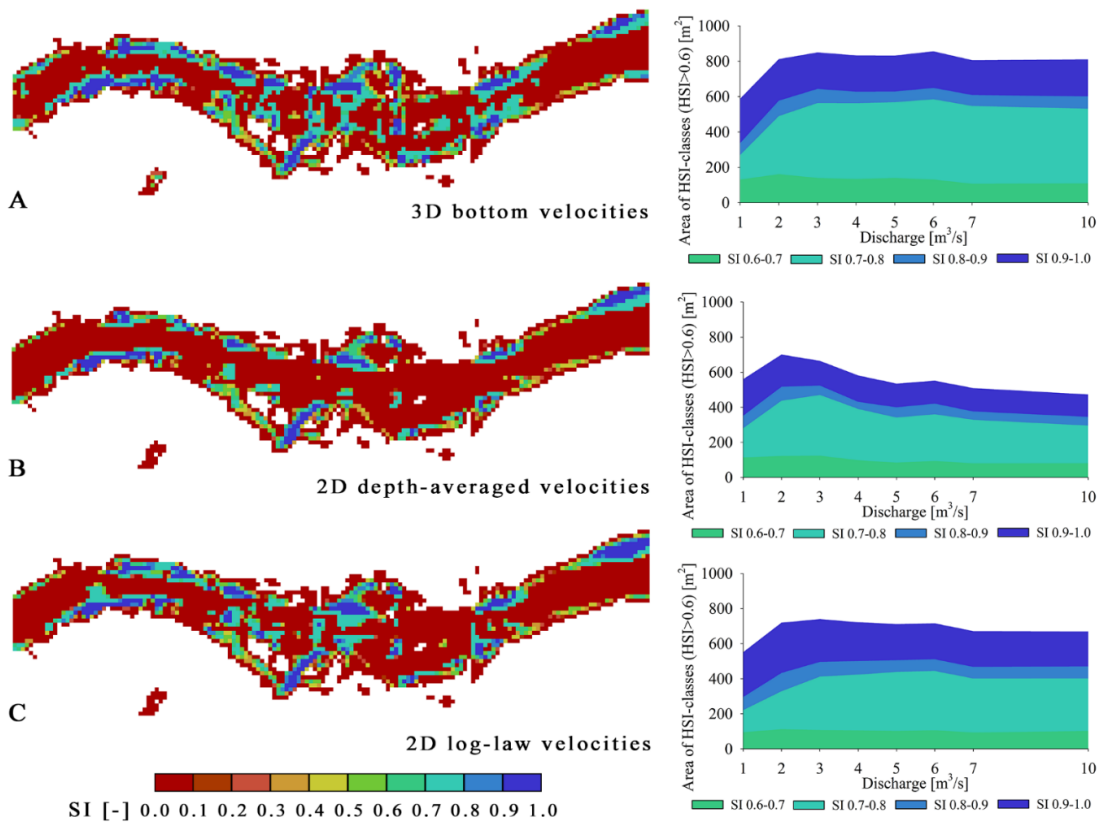 A
3D bottom velocities
Area of HSI-classes (HSI>0.6) [m²]
1000
800
600
400
200
0
1 2 3 4 5 6 7 10
Discharge [m³/s]
SI 0.6-0.7 SI 0.7-0.8 SI 0.8-0.9 SI 0.9-1.0
B
2D depth-averaged velocities
Area of HSI-classes (HSI>0.6) [m²]
1000
800
600
400
200
0
1 2 3 4 5 6 7 10
Discharge [m³/s]
SI 0.6-0.7 SI 0.7-0.8 SI 0.8-0.9 SI 0.9-1.0
C
2D log-law velocities
Area of HSI-classes (HSI>0.6) [m²]
1000
800
600
400
200
0
1 2 3 4 5 6 7 10
Discharge [m³/s]
SI 0.6-0.7 SI 0.7-0.8 SI 0.8-0.9 SI 0.9-1.0
SI [-] 0.0 0.1 0.2 0.3 0.4 0.5 0.6 0.7 0.8 0.9 1.0